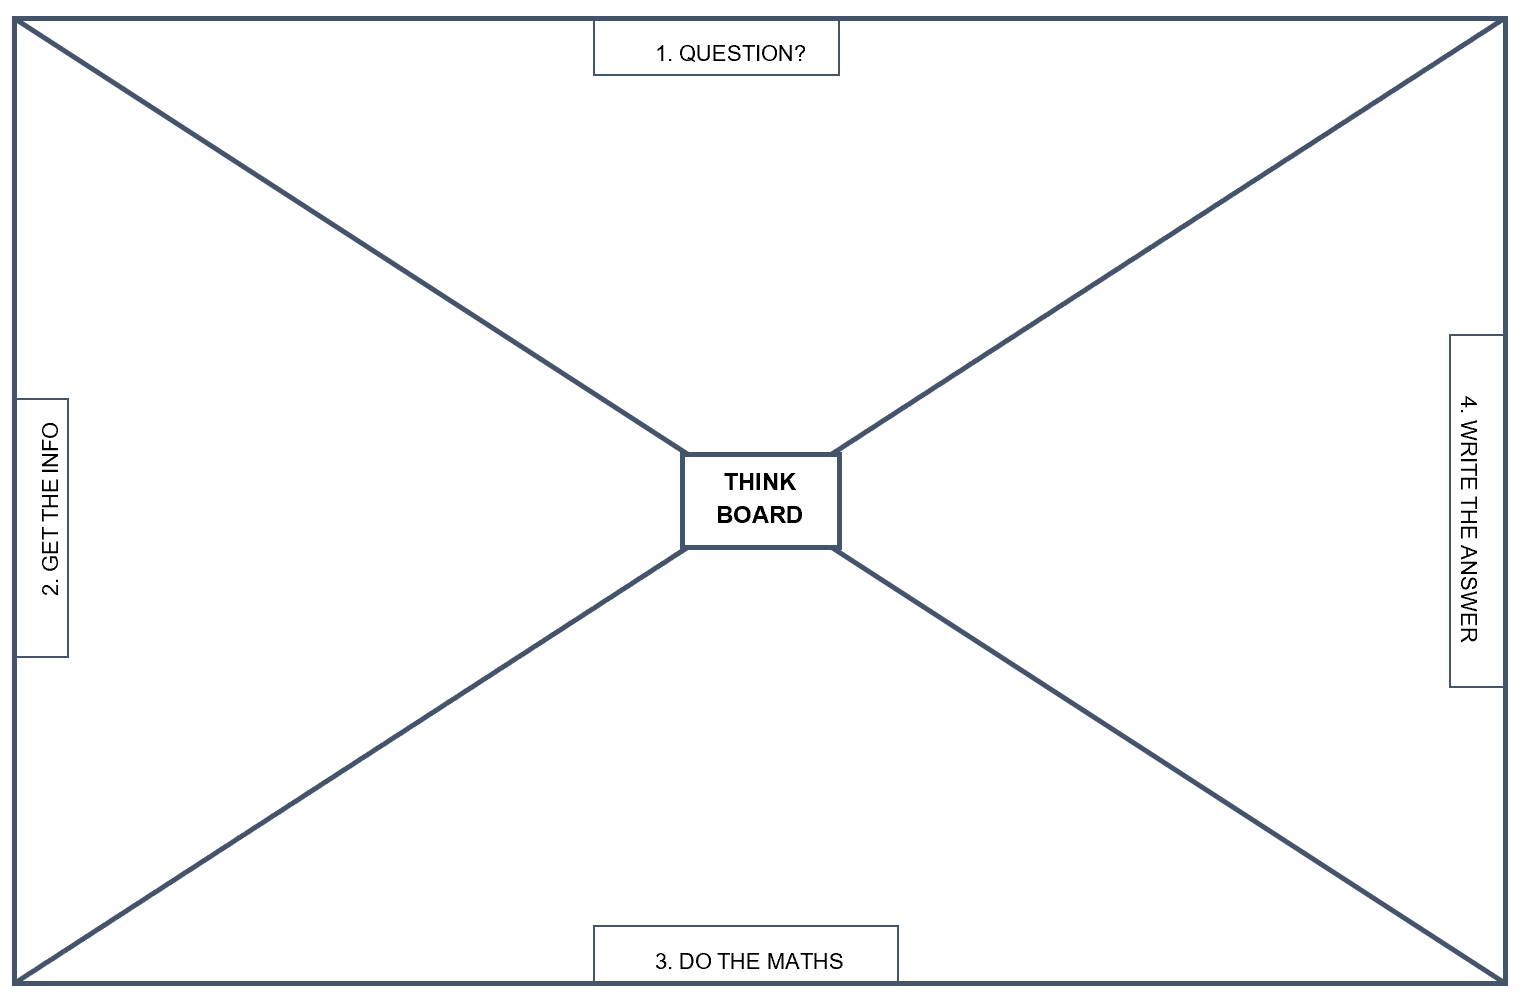 1. QUESTION?
2. GET THE INFO
THINK
BOARD
4. WRITE THE ANSWER
3. DO THE MATHS